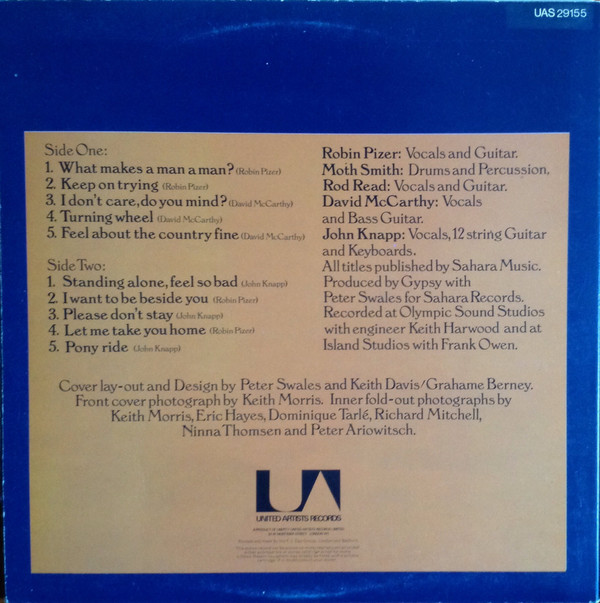 UAS 29155
Side One:
1. What makes a man a man? (Robin Pizer)
2. Keep on trying (Robin Pizer)
3. I don't care, do you mind? (David McCarthy)
4. Turning wheel (David McCarthy)
5. Feel about the country fine (David McCarthy)
Side Two:
1. Standing alone, feel so bad (John Knapp)
2. I want to be beside you (Robin Pizer)
3. Please don't stay (John Knapp)
4. Let me take you home (Robin Pizer)
5. Pony ride (John Knapp)
Robin Pizer: Vocals and Guitar.
Moth Smith: Drums and Percussion,
Rod Read: Vocals and Guitar.
David McCarthy: Vocals
and Bass Guitar.
John Knapp: Vocals, 12 string Guitar
and Keyboards.
All titles published by Sahara Music.
Produced by Gypsy with
Peter Swales for Sahara Records.
Recorded at Olympic Sound Studios
with engineer Keith Harwood and at
Island Studios with Frank Owen.
Cover lay-out and Design by Peter Swales and Keith Davis/Grahame Berney.
Front cover photograph by Keith Morris. Inner fold-out photographs by
Keith Morris, Eric Hayes, Dominique Tarlé, Richard Mitchell,
Ninna Thomsen and Peter Ariowitsch.
UA
UNITED ARTISTS RECORDS